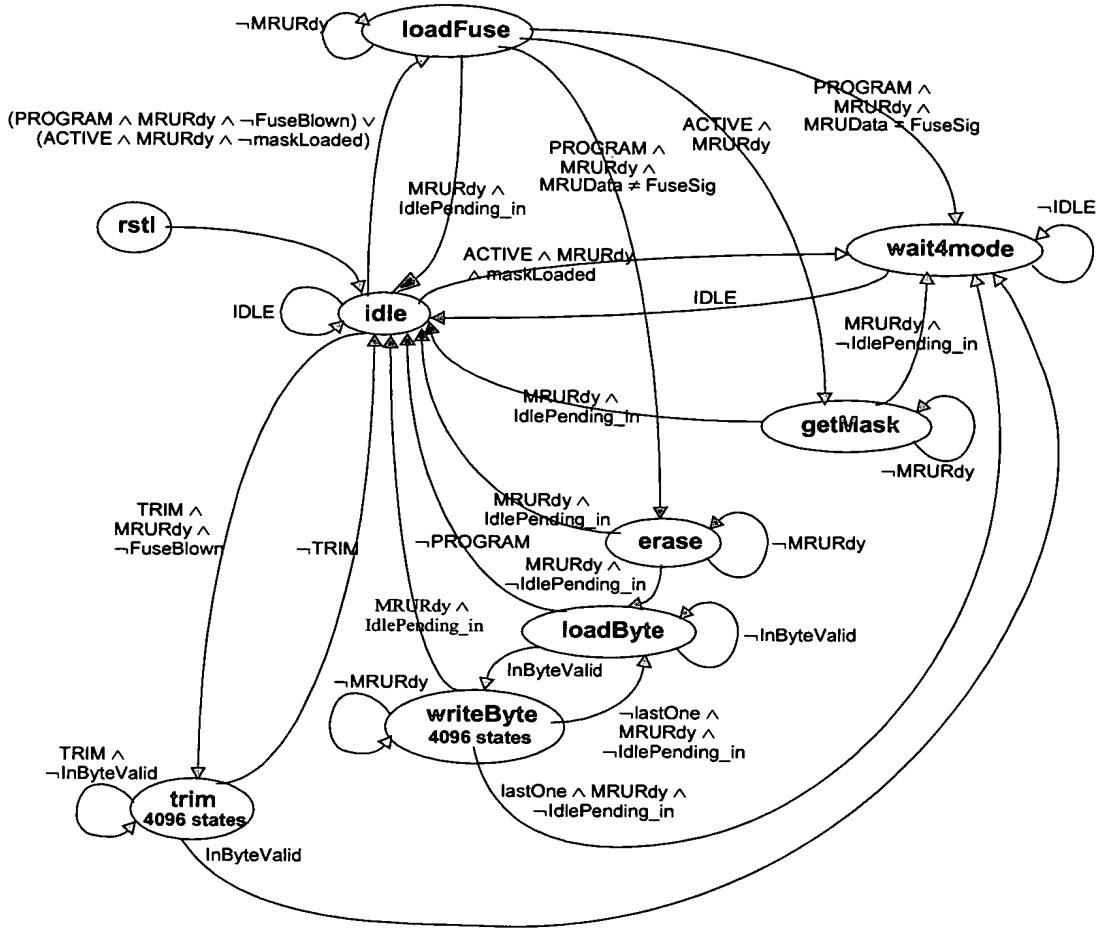 ¬MRURdy
loadFuse
(PROGRAM ∧ MRURdy ∧ ¬FuseBlown) ∨
(ACTIVE ∧ MRURdy ∧ ¬maskLoaded)
PROGRAM ∧
MRURdy ∧
MRUData = FuseSig
ACTIVE ∧
MRURdy
PROGRAM ∧
MRURdy ∧
MRUData ≠ FuseSig
MRURdy ∧
IdlePending_in
rstl
¬IDLE
wait4mode
ACTIVE ∧ MRURdy
∧ maskLoaded
IDLE
IDLE
idle
MRURdy ∧
¬IdlePending_in
MRURdy ∧
IdlePending_in
getMask
¬MRURdy
TRIM ∧
MRURdy ∧
¬FuseBlown
¬TRIM
¬PROGRAM
MRURdy ∧
IdlePending_in
erase
¬MRURdy
MRURdy ∧
¬IdlePending_in
MRURdy ∧
IdlePending_in
loadByte
¬InByteValid
InByteValid
¬MRURdy
writeByte
4096 states
¬lastOne ∧
MRURdy ∧
¬IdlePending_in
TRIM ∧
¬InByteValid
trim
4096 states
lastOne ∧ MRURdy ∧
¬IdlePending_in
InByteValid